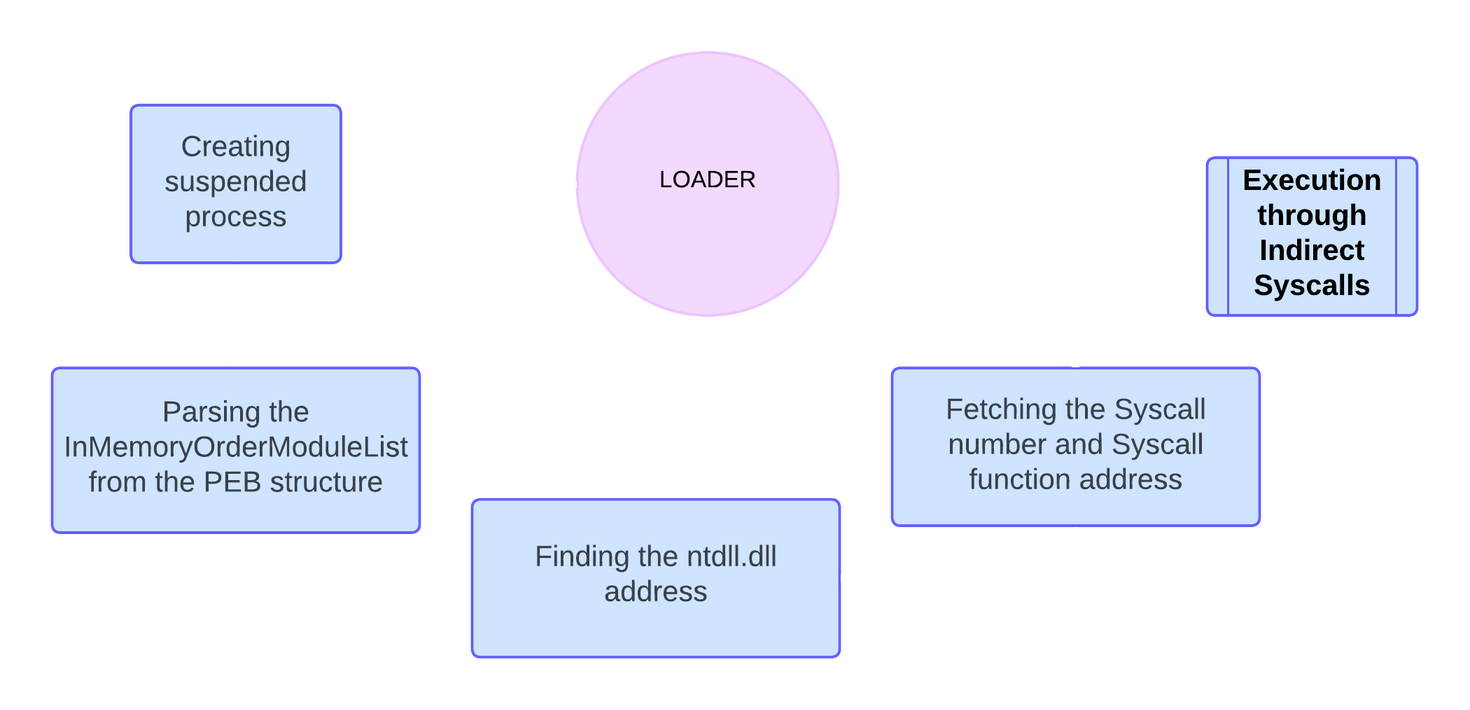 LOADER
Creating
suspended
process
Parsing the
InMemoryOrderModuleList
from the PEB structure
Finding the ntdll.dll
address
Fetching the Syscall
number and Syscall
function address
Execution
through
Indirect
Syscalls